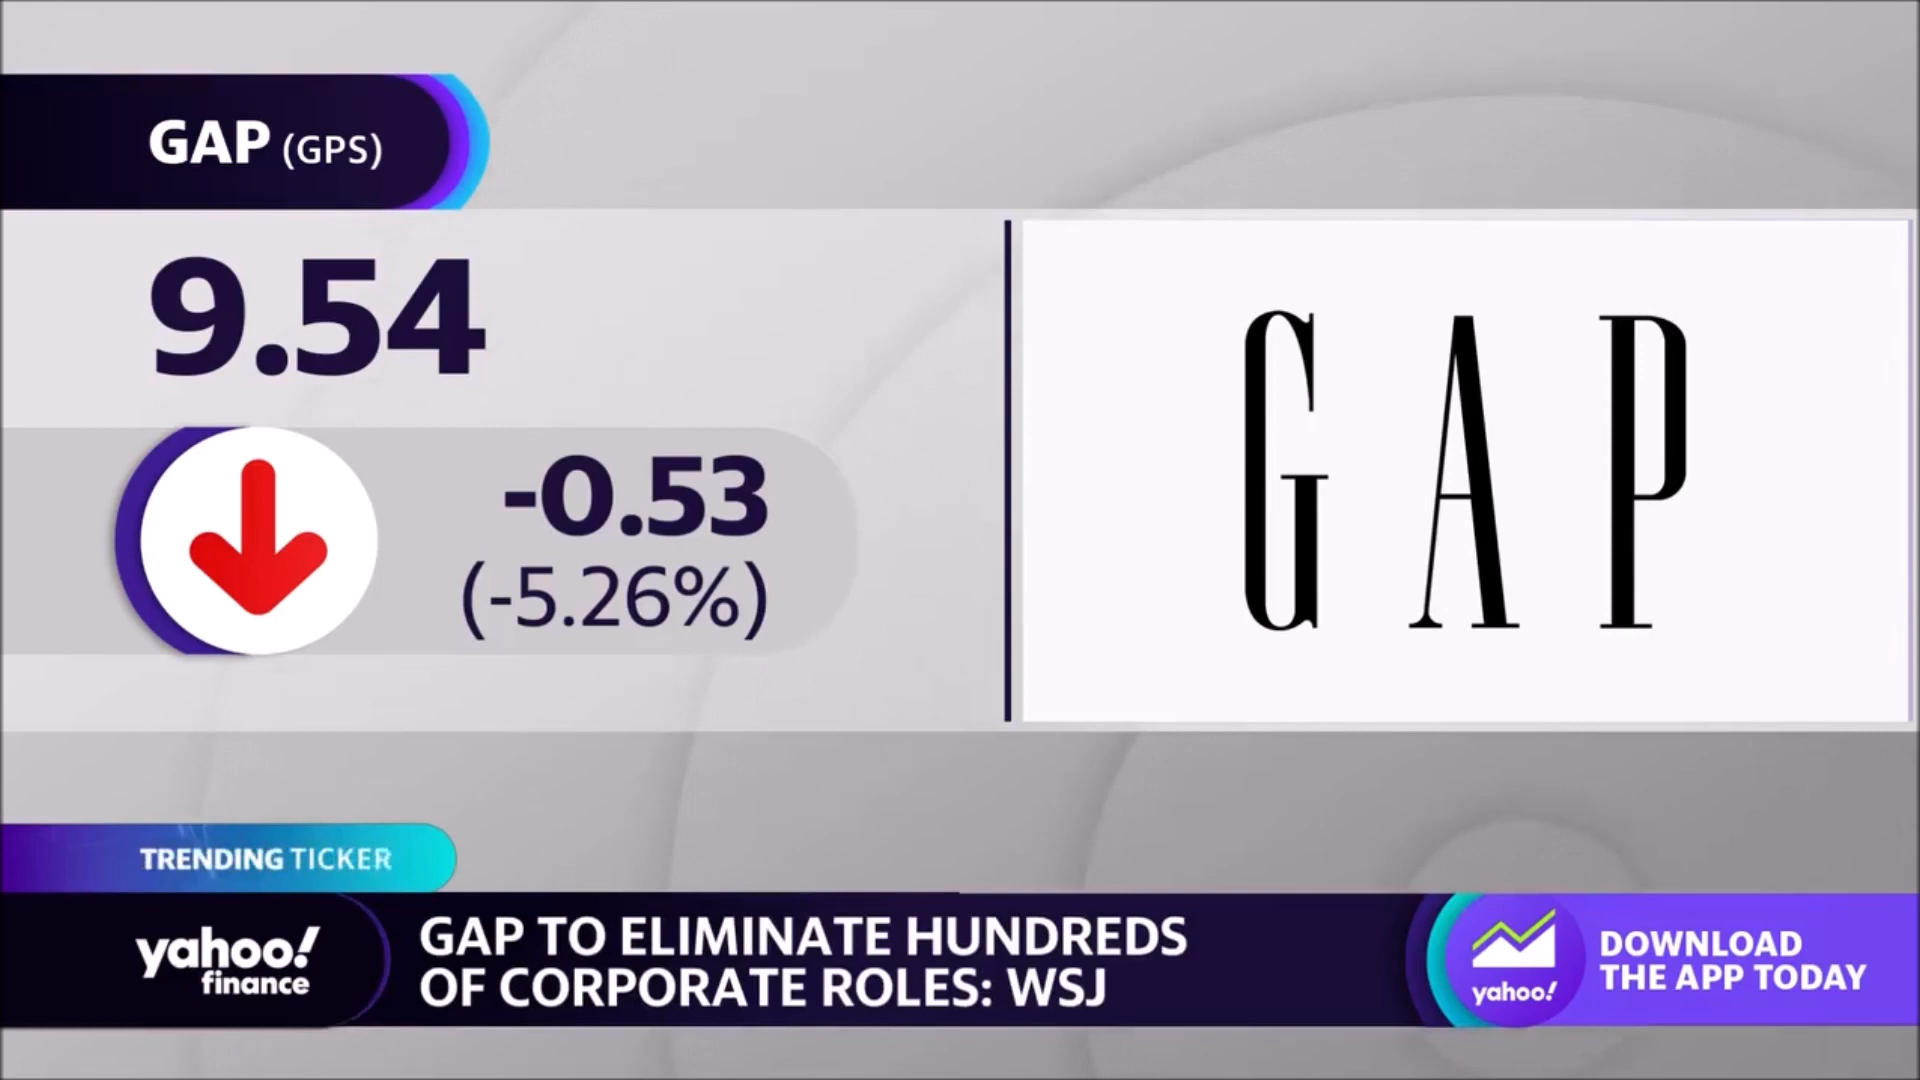 GAP (GPS)
9.54
-0.53
(-5.26%)
GAP
TRENDING TICKER
yahoo!
finance
GAP TO ELIMINATE HUNDREDS
OF CORPORATE ROLES: WSJ
yahoo!
DOWNLOAD
THE APP TODAY